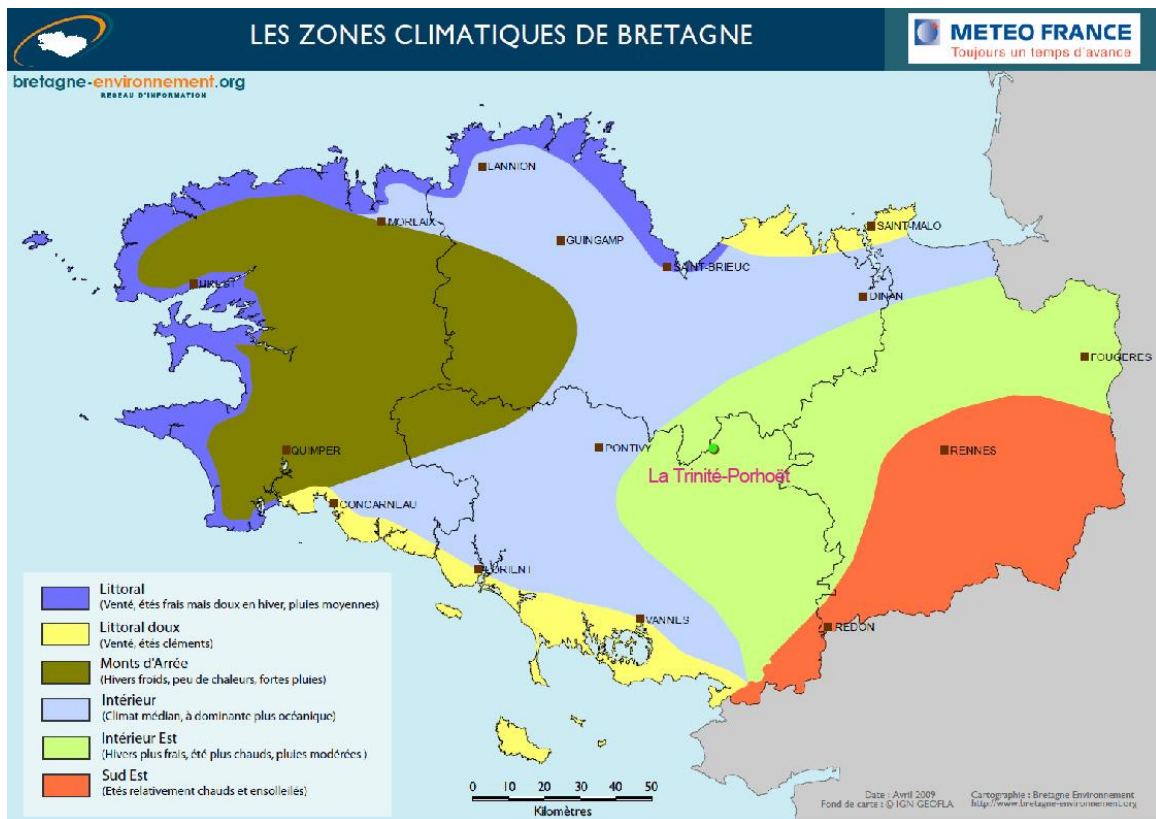 LES ZONES CLIMATIQUES DE BRETAGNE
METEO FRANCE
Toujours un temps d'avance
bretagne-environnement.org
RESEAU D'INFORMATION
LANNION
MORLAIX
GUINGAMP
SAINT-MALO
SAINT-BRIEUC
DINAN
FOUGERES
QUIMPER
PONTIVY
RENNES
La Trinité-Porhoët
CONCARNEAU
LORIENT
VANNES
REDON
Littoral
(Venté, étés frais mais doux en hiver, pluies moyennes)
Littoral doux
(Venté, étés cléments)
Monts d'Arrée
(Hivers froids, peu de chaleurs, fortes pluies)
Intérieur
(Climat médian, à dominante plus océanique)
Intérieur Est
(Hivers plus frais, été plus chauds, pluies modérées )
Sud Est
(Etés relativement chauds et ensolleilés)
0 10 20 30 40 50
Kilomètres
Date : Avril 2009
Fond de carte : © IGN GEOFLA
Cartographie : Bretagne Environnement
http://www.bretagne-environnement.org